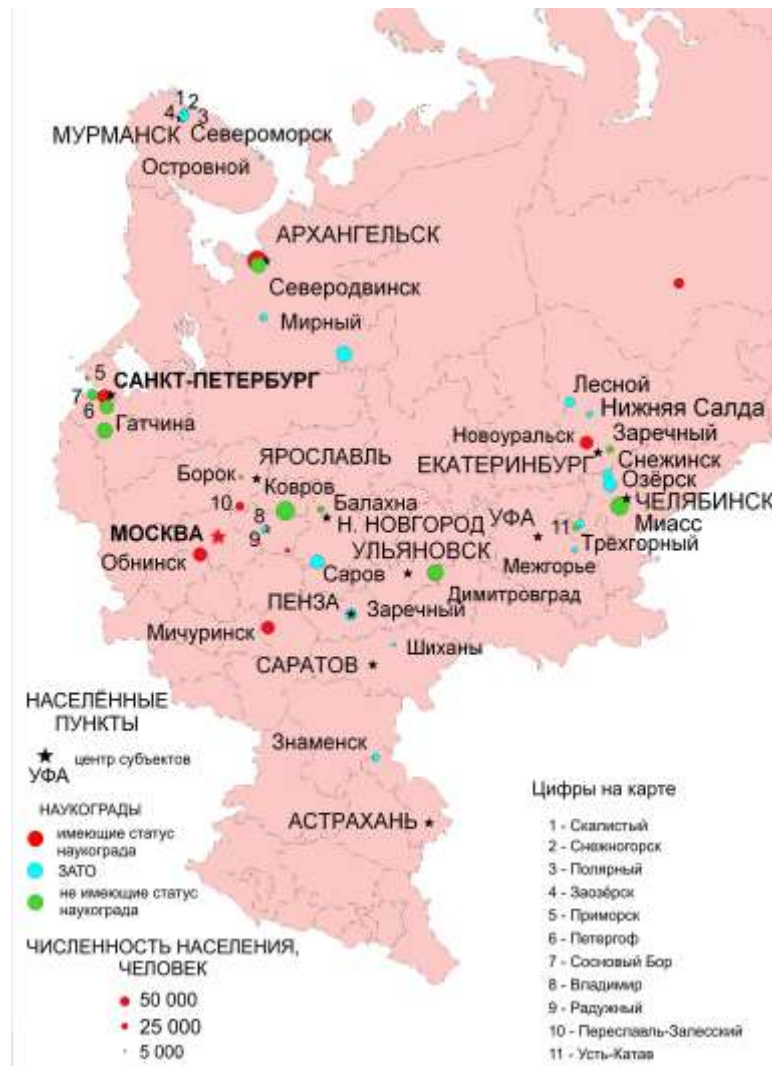 1
2
4
3
МУРМАНСК
Североморск
Островной
АРХАНГЕЛЬСК
Северодвинск
Мирный
5
САНКТ-ПЕТЕРБУРГ
7
6
Гатчина
Лесной
Нижняя Салда
Новоуральск
Заречный
ЕКАТЕРИНБУРГ
Снежинск
Озёрск
ЧЕЛЯБИНСК
Миасс
ЯРОСЛАВЛЬ
Борок
Ковров
10
8
Балахна
Н. НОВГОРОД
УФА
11
МОСКВА
9
Обнинск
УЛЬЯНОВСК
Трёхгорный
Саров
Межгорье
ПЕНЗА
Заречный
Димитровград
Мичуринск
Шиханы
САРАТОВ
Знаменск
АСТРАХАНЬ
НАСЕЛЁННЫЕ
ПУНКТЫ
центр субъектов
УФА
НАУКОГРАДЫ
имеющие статус
наукограда
ЗАТО
не имеющие статус
наукограда
ЧИСЛЕННОСТЬ НАСЕЛЕНИЯ,
ЧЕЛОВЕК
50 000
25 000
5 000
Цифры на карте
1 - Скалистый
2 - Снежногорск
3 - Полярный
4 - Заозёрск
5 - Приморск
6 - Петергоф
7 - Сосновый Бор
8 - Владимир
9 - Радужный
10 - Переславль-Залесский
11 - Усть-Катав